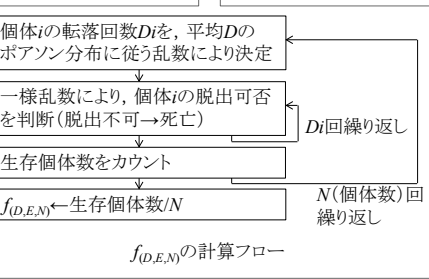 個体iの転落回数Diを，平均Dの
ポアソン分布に従う乱数により決定
一様乱数により，個体iの脱出可否
を判断（脱出不可→死亡）
Di回繰り返し
生存個体数をカウント
f(D,E,N)←生存個体数/N
N（個体数）回
繰り返し
f(D,E,N)の計算フロー